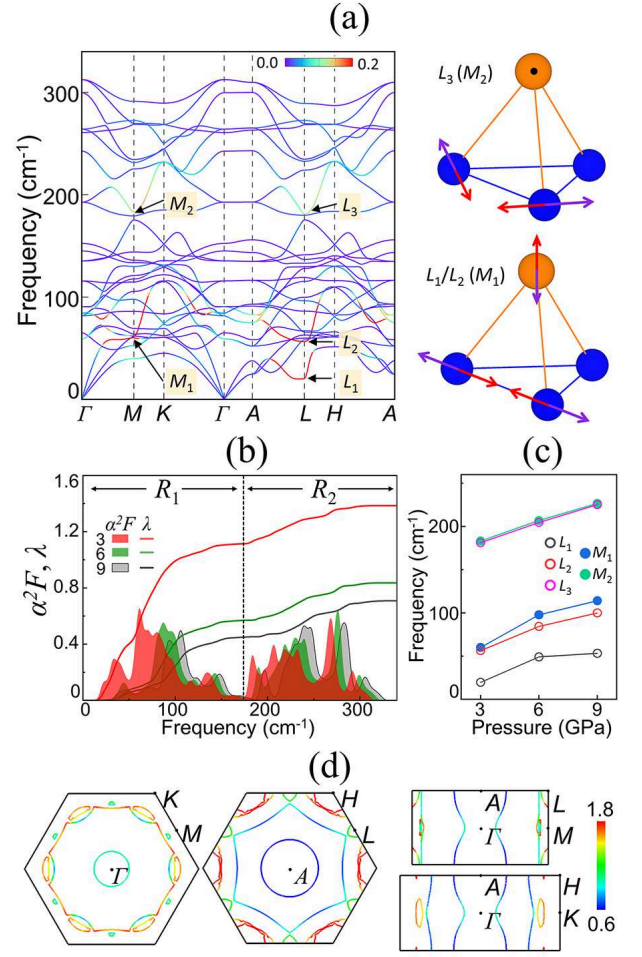 (a)
0.0 0.2
Frequency (cm⁻¹)
300
200
100
0
M₂
L₃
M₁
L₂
L₁
Γ M K Γ A L H A
L₃ (M₂)
L₁/L₂ (M₁)
(b)
α²F, λ
1.6
1.2
0.8
0.4
0
R₁ R₂
α²F λ
3
6
9
0 100 200 300
Frequency (cm⁻¹)
(c)
Frequency (cm⁻¹)
200
100
0
L₁ M₁
L₂ M₂
L₃
3 6 9
Pressure (GPa)
(d)
K
M
Γ
H
L
A
A L
Γ M
A H
Γ K
1.8
0.6